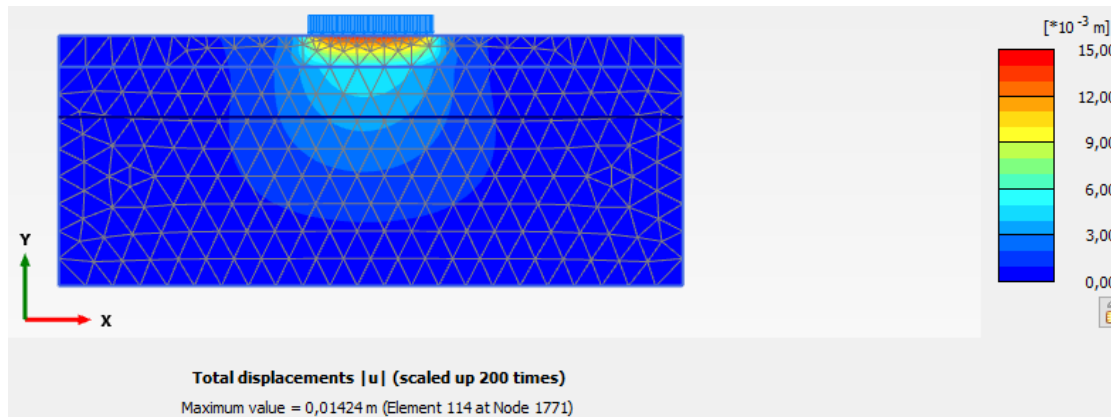 [*10 -3 m]
15,00
12,00
9,00
6,00
3,00
0,00
Y
X
Total displacements |u| (scaled up 200 times)
Maximum value = 0,01424 m (Element 114 at Node 1771)